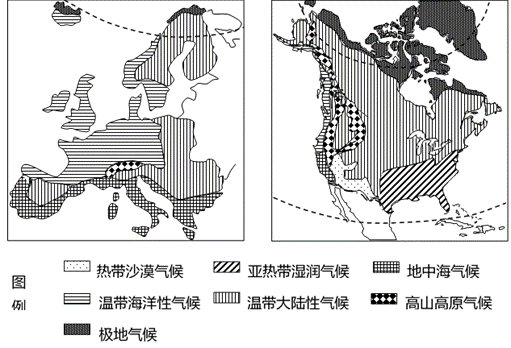 热带沙漠气候 亚热带湿润气候 地中海气候
图例 温带海洋性气候 温带大陆性气候 高山高原气候
极地气候